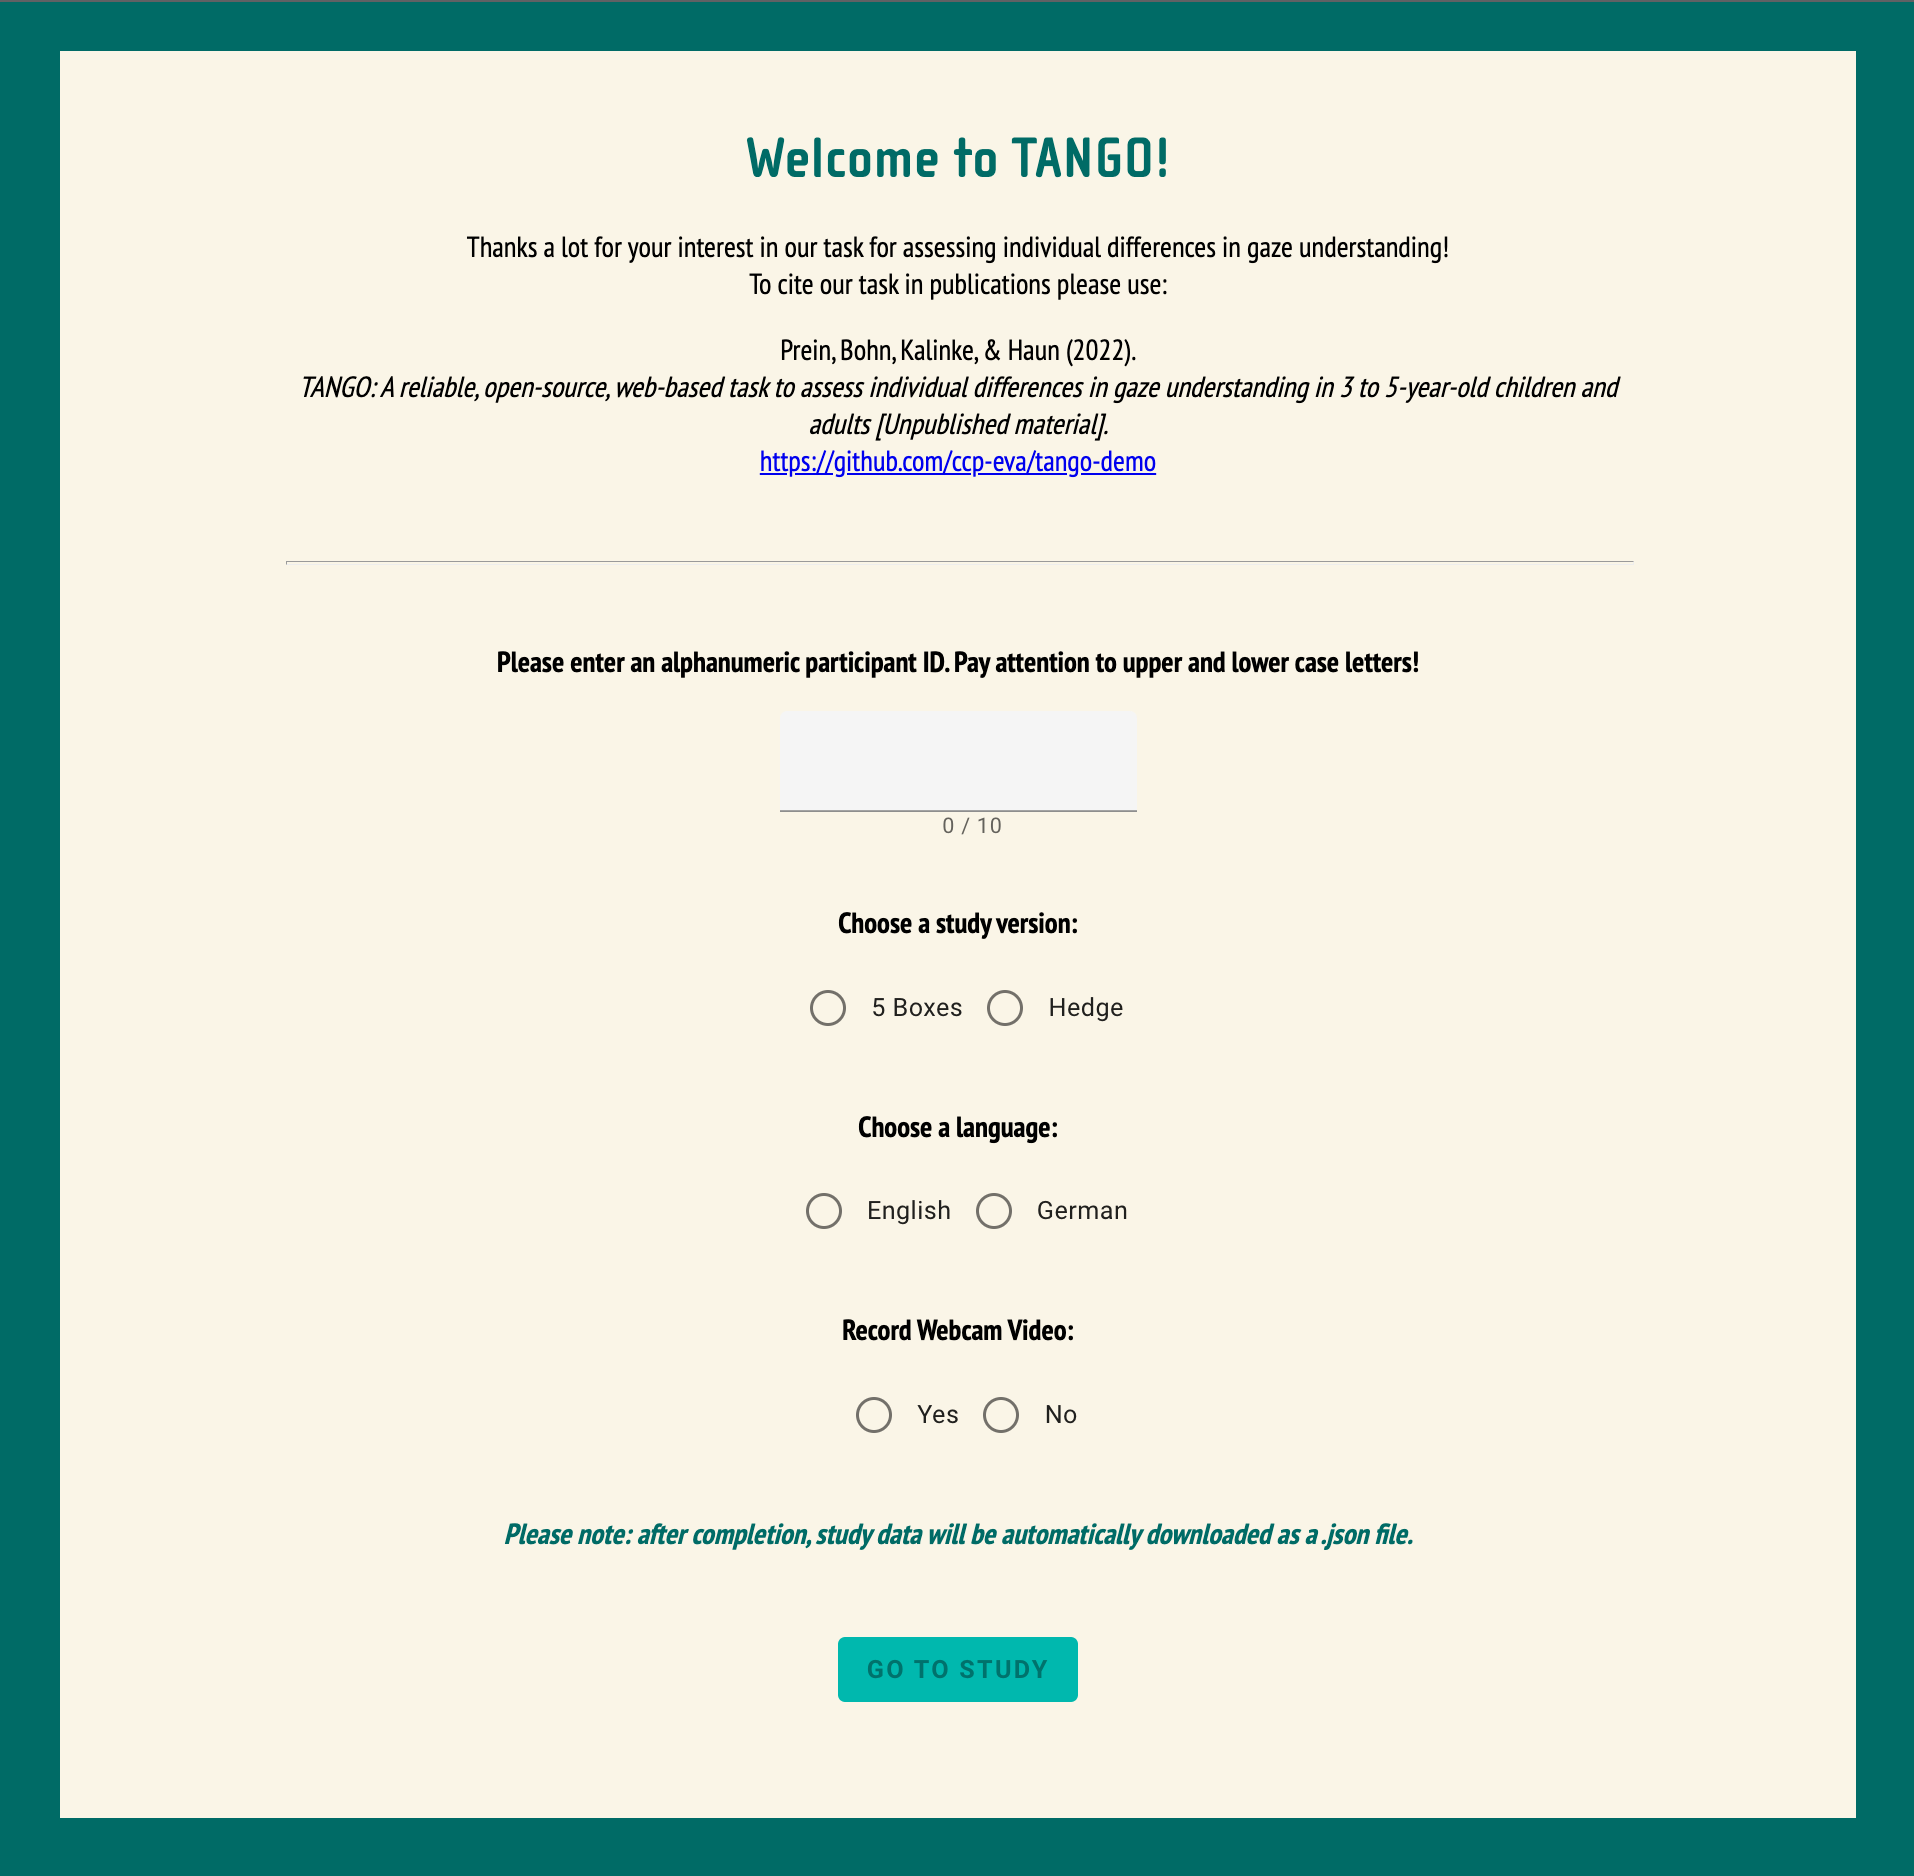 Welcome to TANGO!
Thanks a lot for your interest in our task for assessing individual differences in gaze understanding!
To cite our task in publications please use:
Prein, Bohn, Kalinke, & Haun (2022).
TANGO: A reliable, open-source, web-based task to assess individual differences in gaze understanding in 3 to 5-year-old children and
adults [Unpublished material].
https://github.com/ccp-eva/tango-demo
Please enter an alphanumeric participant ID. Pay attention to upper and lower case letters!
0 / 10
Choose a study version:
5 Boxes Hedge
Choose a language:
English German
Record Webcam Video:
Yes No
Please note: after completion, study data will be automatically downloaded as a .json file.
GO TO STUDY